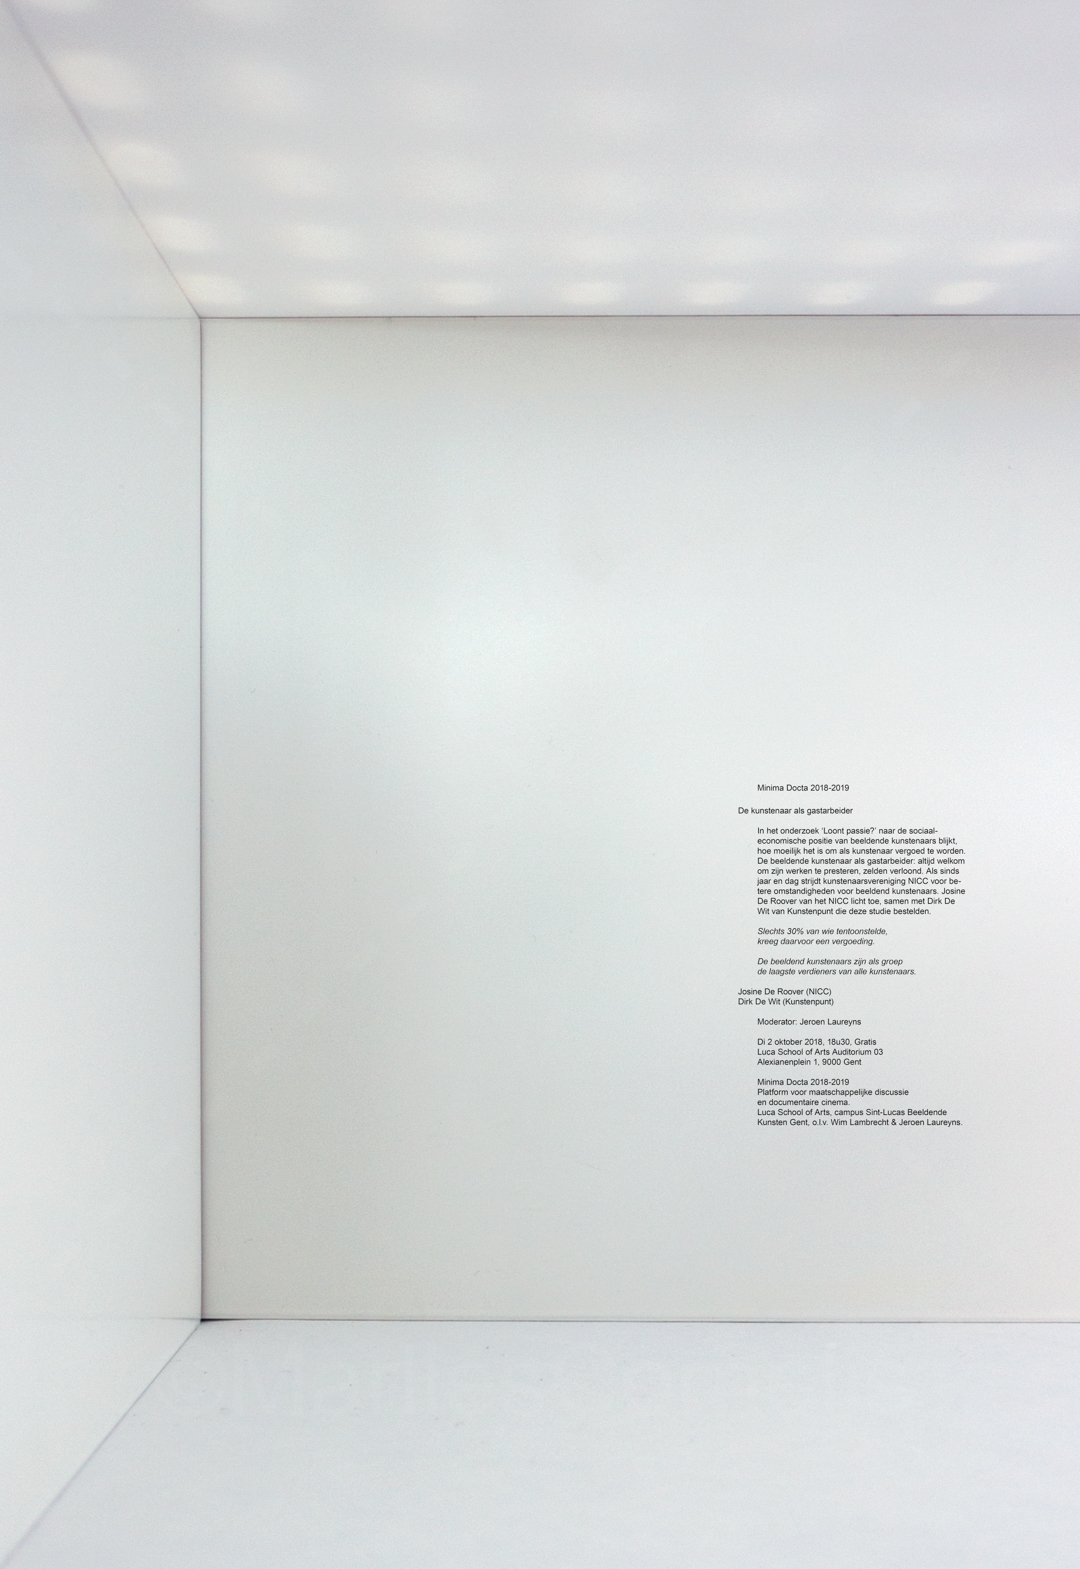 Minima Docta 2018-2019
De kunstenaar als gastarbeider
In het onderzoek 'Loont passie?' naar de sociaal-
economische positie van beeldende kunstenaars blijkt,
hoe moeilijk het is om als kunstenaar vergoed te worden.
De beeldende kunstenaar als gastarbeider: altijd welkom
om zijn werken te presteren, zelden verloond. Als sinds
jaar en dag strijdt kunstenaarsvereniging NICC voor be-
tere omstandigheden voor beeldend kunstenaars. Josine
De Roover van het NICC licht toe, samen met Dirk De
Wit van Kunstenpunt die deze studie bestelden.
Slechts 30% van wie tentoonstelde,
kreeg daarvoor een vergoeding.
De beeldend kunstenaars zijn als groep
de laagste verdieners van alle kunstenaars.
Josine De Roover (NICC)
Dirk De Wit (Kunstenpunt)
Moderator: Jeroen Laureyns
Di 2 oktober 2018, 18u30, Gratis
Luca School of Arts Auditorium 03
Alexianenplein 1, 9000 Gent
Minima Docta 2018-2019
Platform voor maatschappelijke discussie
en documentaire cinema.
Luca School of Arts, campus Sint-Lucas Beeldende
Kunsten Gent, o.l.v. Wim Lambrecht & Jeroen Laureyns.